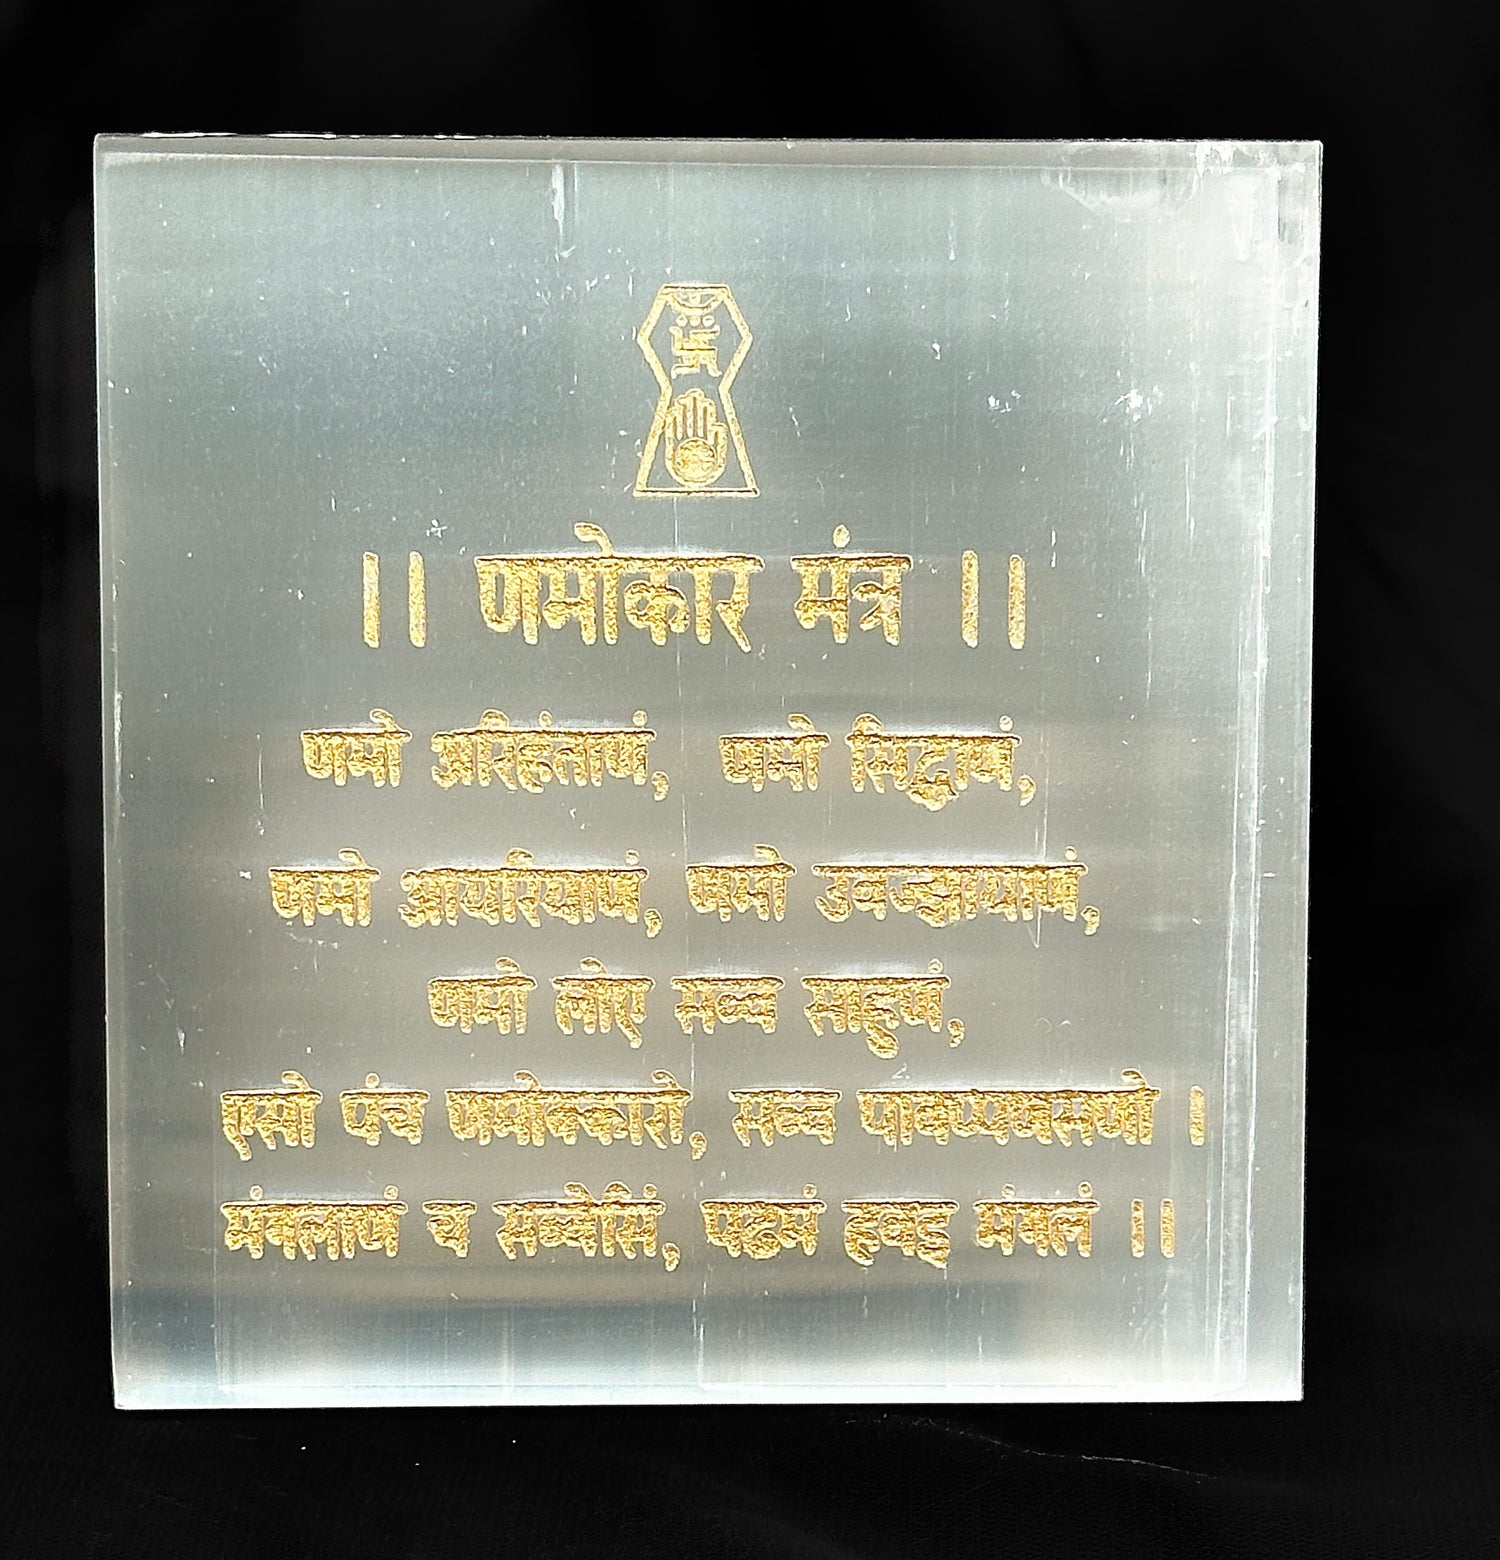 || णमोकार मंत्र ||
णमो अरिहंताणं, णमो सिद्धाणं,
णमो आयरियाणं, णमो उवज्झायाणं,
णमो लोए सव्व साहुणं,
एसो पंच णमोक्कारो, सव्व पावप्पणासणो ।
मंगलाणं च सव्वेसिं, पढमं हवइ मंगलं ||